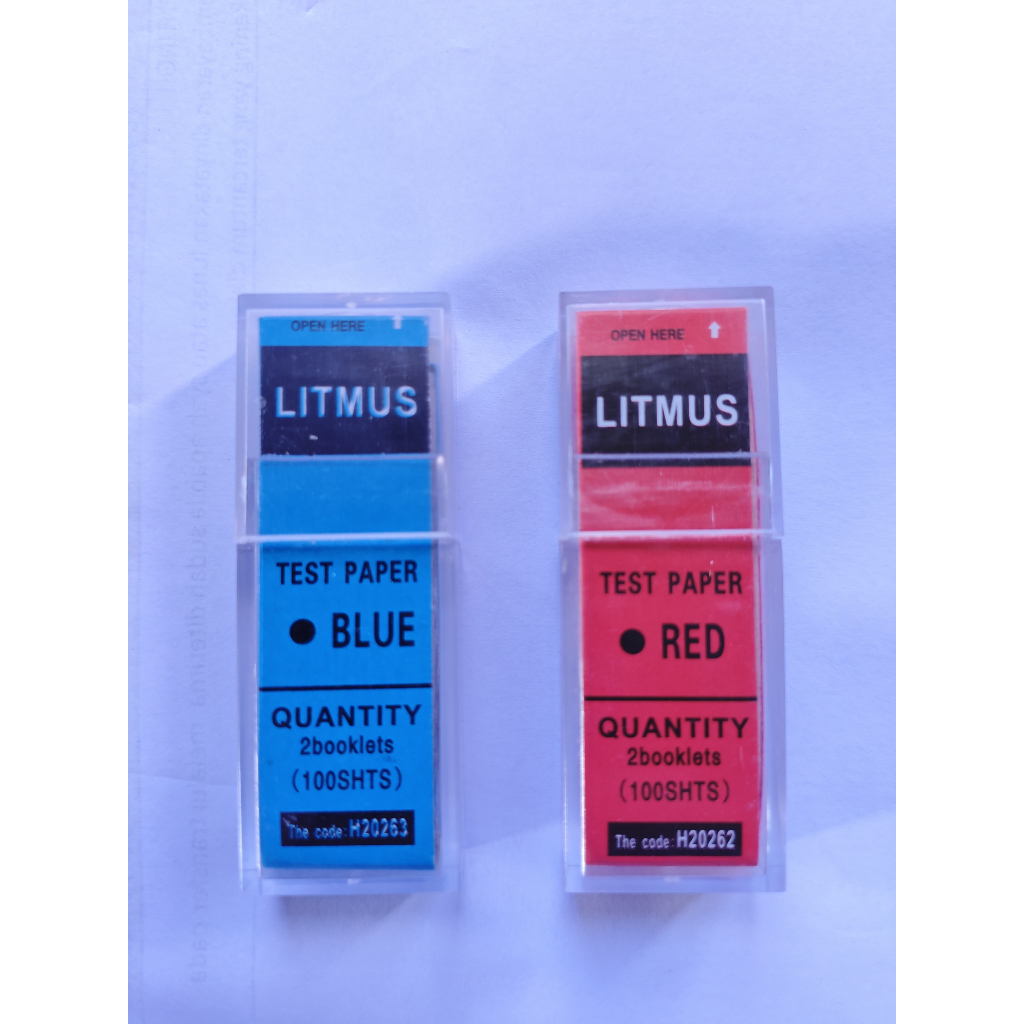 OPEN HERE
LITMUS
TEST PAPER
BLUE
QUANTITY
2booklets
(100SHTS)
The code:H20263
OPEN HERE
LITMUS
TEST PAPER
RED
QUANTITY
2booklets
(100SHTS)
The code:H20262